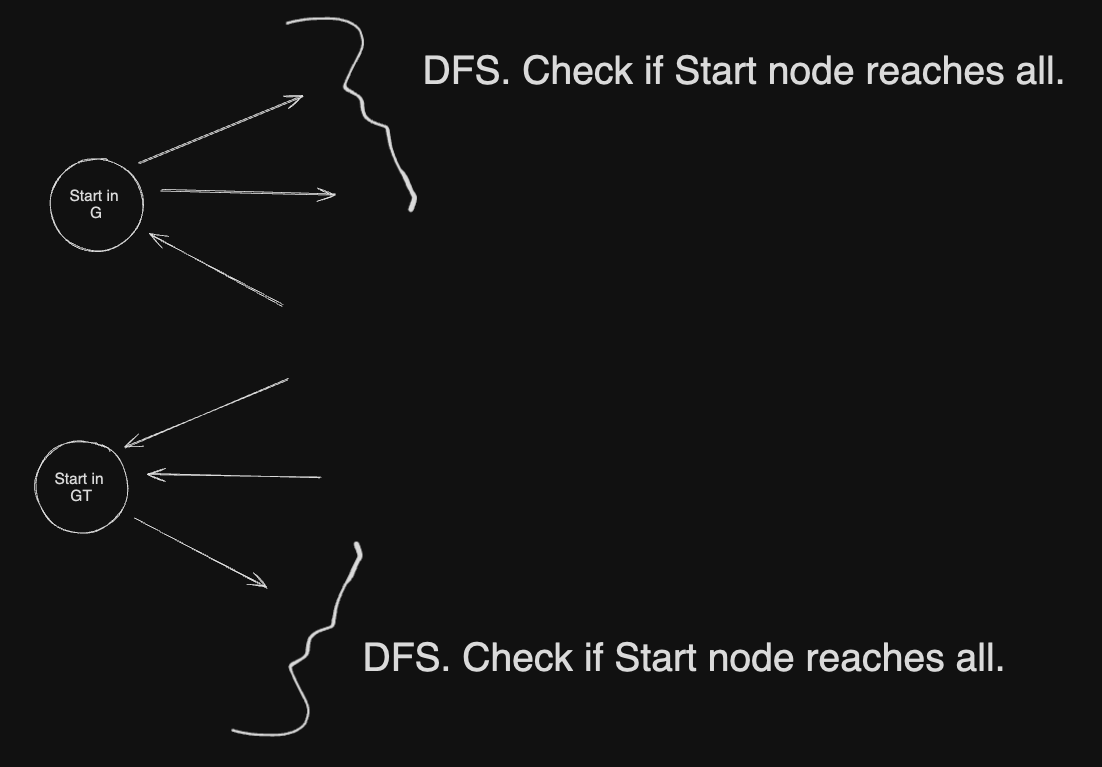 DFS. Check if Start node reaches all.
Start in
G
Start in
GT
DFS. Check if Start node reaches all.